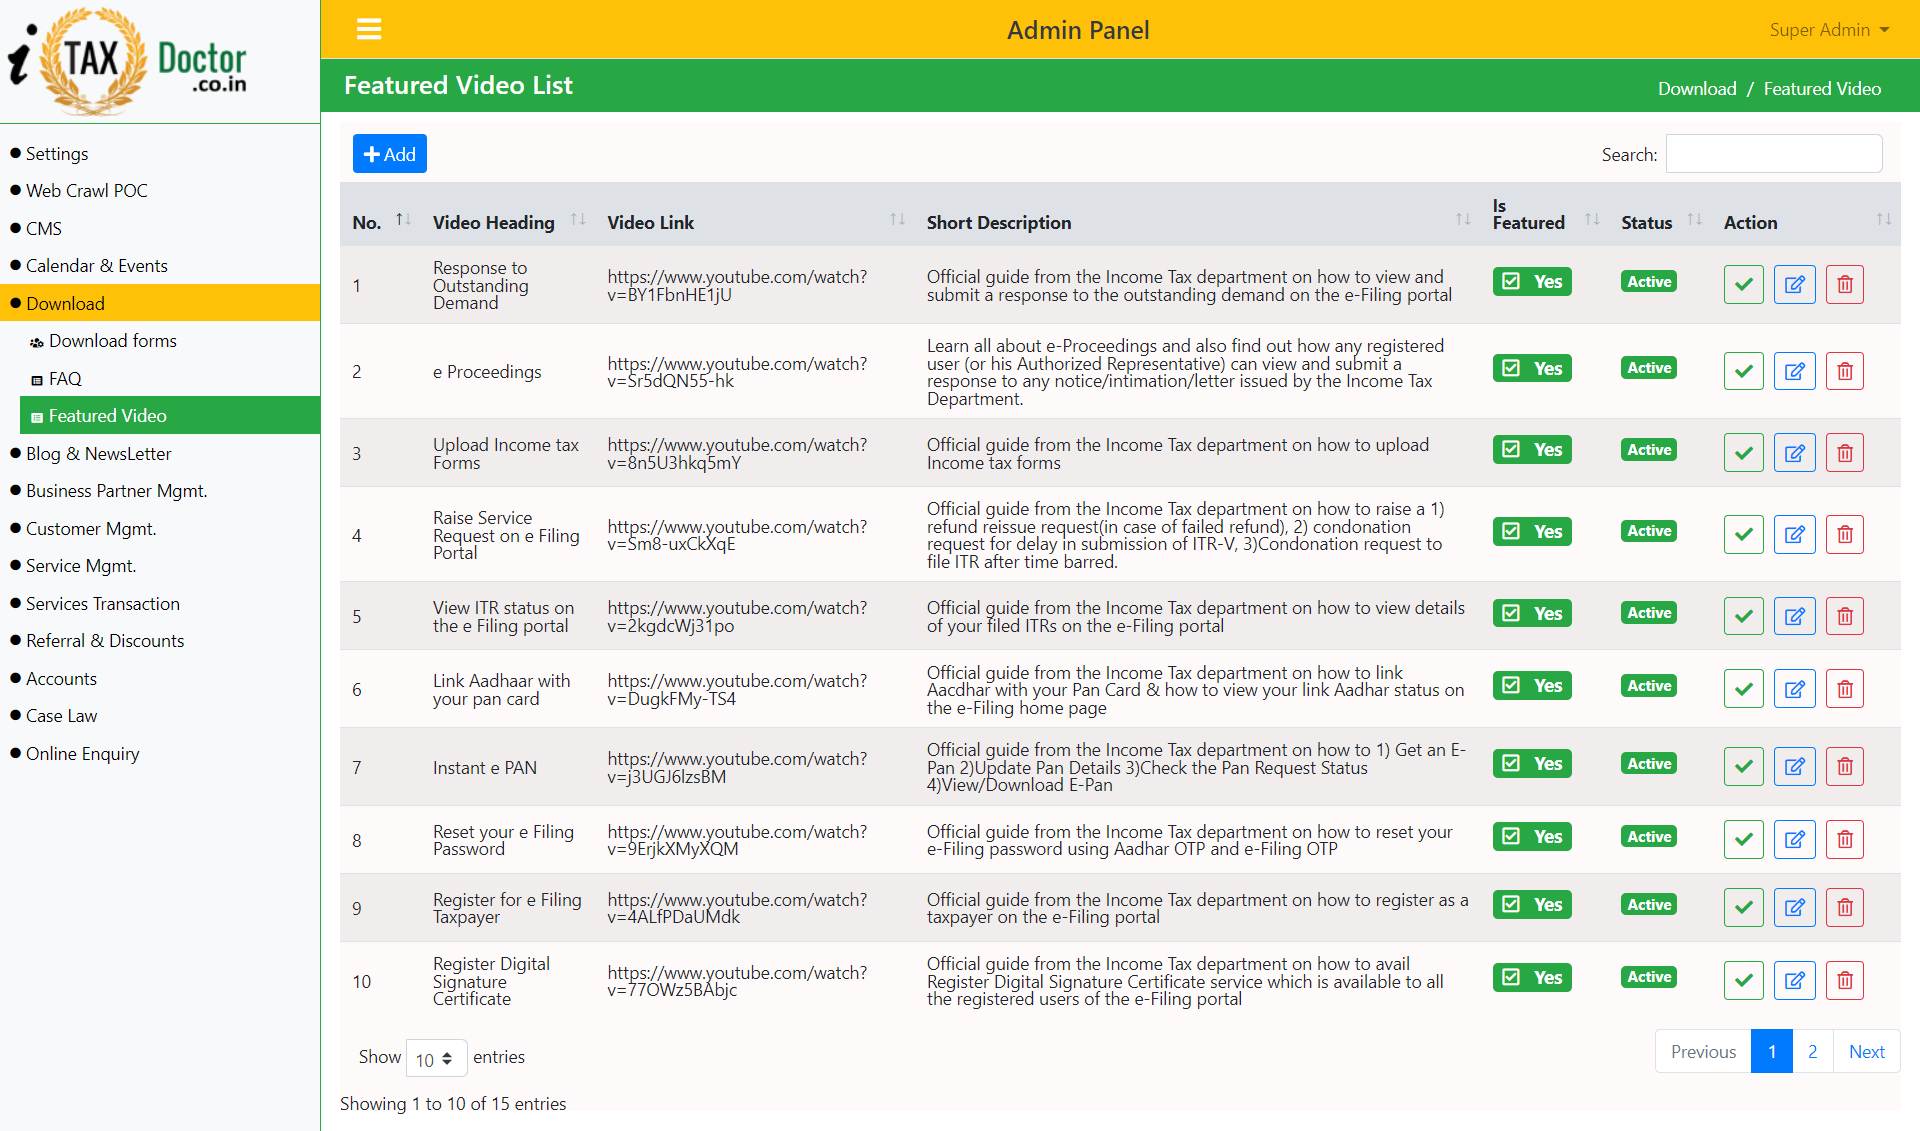 i TAX Doctor
.co.in
Admin Panel
Super Admin
Featured Video List
Download / Featured Video
Settings
Web Crawl POC
CMS
Calendar & Events
Download
Download forms
FAQ
Featured Video
Blog & NewsLetter
Business Partner Mgmt.
Customer Mgmt.
Service Mgmt.
Services Transaction
Referral & Discounts
Accounts
Case Law
Online Enquiry
Add
Search:
No. Video Heading Video Link Short Description Is Featured Status Action
1
Response to
Outstanding
Demand
https://www.youtube.com/watch?
v=BY1FbnHE1jU
Official guide from the Income Tax department on how to view and
submit a response to the outstanding demand on the e-Filing portal
Yes
Active
2
e Proceedings
https://www.youtube.com/watch?
v=Sr5dQN55-hk
Learn all about e-Proceedings and also find out how any registered
user (or his Authorized Representative) can view and submit a
response to any notice/intimation/letter issued by the Income Tax
Department.
Yes
Active
3
Upload Income tax
Forms
https://www.youtube.com/watch?
v=8n5U3hkq5mY
Official guide from the Income Tax department on how to upload
Income tax forms
Yes
Active
4
Raise Service
Request on e Filing
Portal
https://www.youtube.com/watch?
v=Sm8-uxCkXqE
Official guide from the Income Tax department on how to raise a 1)
refund reissue request(in case of failed refund), 2) condonation
request for delay in submission of ITR-V, 3)Condonation request to
file ITR after time barred.
Yes
Active
5
View ITR status on
the e Filing portal
https://www.youtube.com/watch?
v=2kgdcWj31po
Official guide from the Income Tax department on how to view details
of your filed ITRs on the e-Filing portal
Yes
Active
6
Link Aadhaar with
your pan card
https://www.youtube.com/watch?
v=DugkFMy-TS4
Official guide from the Income Tax department on how to link
Aacdhar with your Pan Card & how to view your link Aadhar status on
the e-Filing home page
Yes
Active
7
Instant e PAN
https://www.youtube.com/watch?
v=j3UGJ6lzsBM
Official guide from the Income Tax department on how to 1) Get an E-
Pan 2)Update Pan Details 3)Check the Pan Request Status
4)View/Download E-Pan
Yes
Active
8
Reset your e Filing
Password
https://www.youtube.com/watch?
v=9ErjkXMyXQM
Official guide from the Income Tax department on how to reset your
e-Filing password using Aadhar OTP and e-Filing OTP
Yes
Active
9
Register for e Filing
Taxpayer
https://www.youtube.com/watch?
v=4ALfPDaUMdk
Official guide from the Income Tax department on how to register as a
taxpayer on the e-Filing portal
Yes
Active
10
Register Digital
Signature
Certificate
https://www.youtube.com/watch?
v=77OWz5BAbjc
Official guide from the Income Tax department on how to avail
Register Digital Signature Certificate service which is available to all
the registered users of the e-Filing portal
Yes
Active
Show 10 entries
Previous 1 2 Next
Showing 1 to 10 of 15 entries